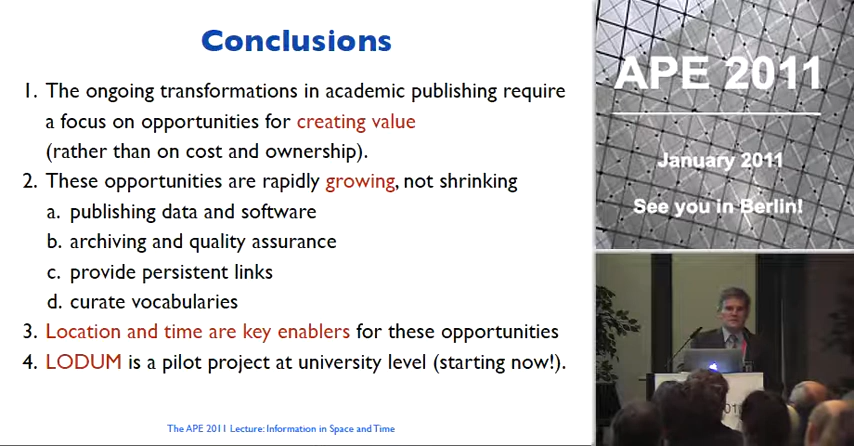 Conclusions
1. The ongoing transformations in academic publishing require
a focus on opportunities for creating value
(rather than on cost and ownership).
2. These opportunities are rapidly growing, not shrinking
a. publishing data and software
b. archiving and quality assurance
c. provide persistent links
d. curate vocabularies
3. Location and time are key enablers for these opportunities
4. LODUM is a pilot project at university level (starting now!).
The APE 2011 Lecture: Information in Space and Time
APE 2011
January 2011
See you in Berlin!